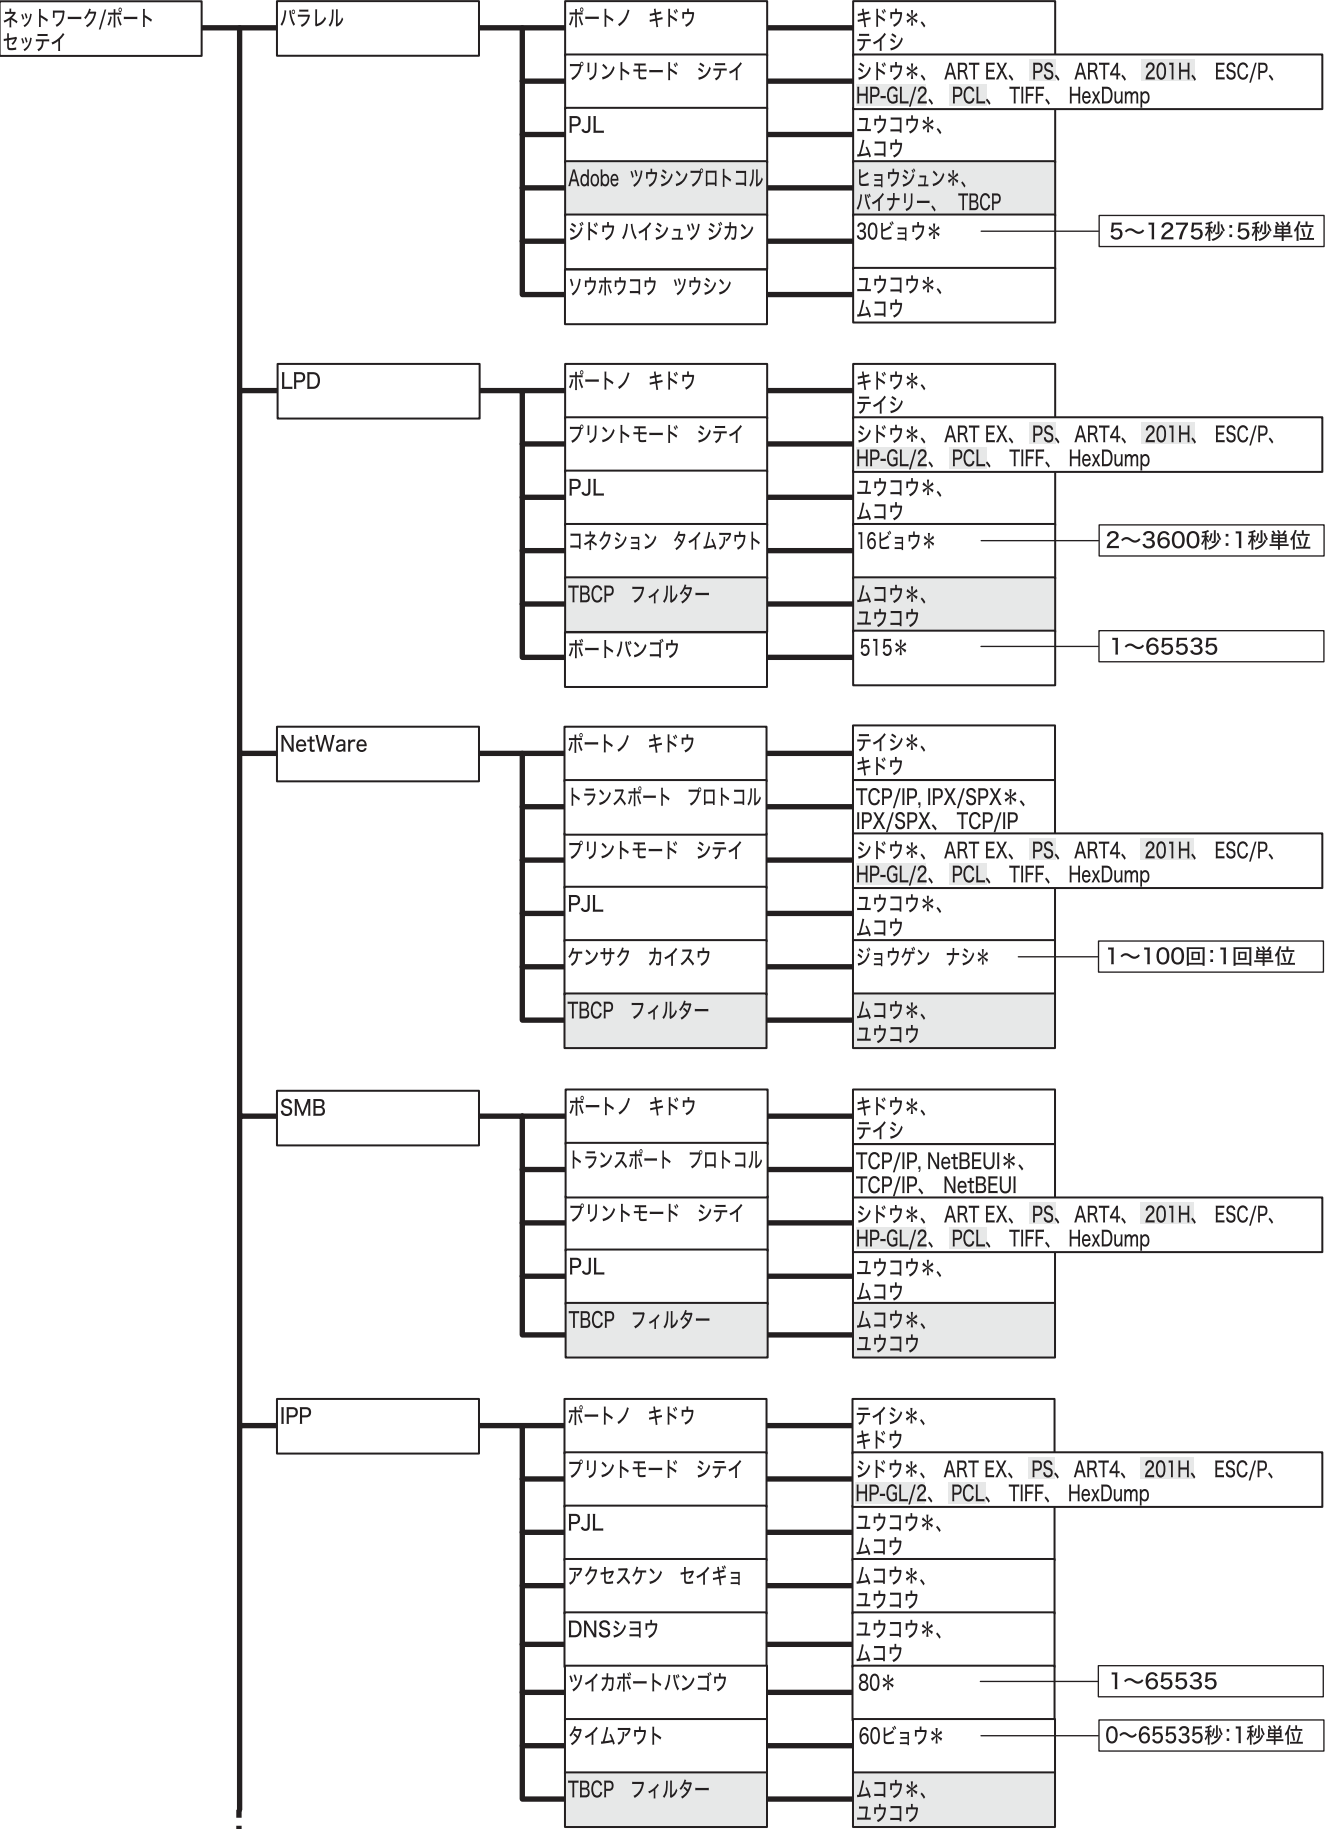 ネットワーク/ポート
セッテイ
パラレル
ポートノ　キドウ
キドウ＊、
テイシ
プリントモード　シテイ
シドウ＊、 ART EX、 PS、 ART4、 201H、 ESC/P、
HP-GL/2、 PCL、 TIFF、 HexDump
PJL
ユウコウ＊、
ムコウ
Adobe ツウシンプロトコル
ヒョウジュン＊、
バイナリー、 TBCP
ジドウ ハイシュツ ジカン
30ビョウ＊
5〜1275秒：5秒単位
ソウホウコウ　ツウシン
ユウコウ＊、
ムコウ
LPD
ポートノ　キドウ
キドウ＊、
テイシ
プリントモード　シテイ
シドウ＊、 ART EX、 PS、 ART4、 201H、 ESC/P、
HP-GL/2、 PCL、 TIFF、 HexDump
PJL
ユウコウ＊、
ムコウ
コネクション　タイムアウト
16ビョウ＊
2〜3600秒：1秒単位
TBCP　フィルター
ムコウ＊、
ユウコウ
ボートバンゴウ
515＊
1〜65535
NetWare
ポートノ　キドウ
テイシ＊、
キドウ
トランスポート　プロトコル
TCP/IP, IPX/SPX＊、
IPX/SPX、 TCP/IP
プリントモード　シテイ
シドウ＊、 ART EX、 PS、 ART4、 201H、 ESC/P、
HP-GL/2、 PCL、 TIFF、 HexDump
PJL
ユウコウ＊、
ムコウ
ケンサク　カイスウ
ジョウゲン　ナシ＊
1〜100回：1回単位
TBCP　フィルター
ムコウ＊、
ユウコウ
SMB
ポートノ　キドウ
キドウ＊、
テイシ
トランスポート　プロトコル
TCP/IP, NetBEUI＊、
TCP/IP、 NetBEUI
プリントモード　シテイ
シドウ＊、 ART EX、 PS、 ART4、 201H、 ESC/P、
HP-GL/2、 PCL、 TIFF、 HexDump
PJL
ユウコウ＊、
ムコウ
TBCP　フィルター
ムコウ＊、
ユウコウ
IPP
ポートノ　キドウ
テイシ＊、
キドウ
プリントモード　シテイ
シドウ＊、 ART EX、 PS、 ART4、 201H、 ESC/P、
HP-GL/2、 PCL、 TIFF、 HexDump
PJL
ユウコウ＊、
ムコウ
アクセスケン　セイギョ
ムコウ＊、
ユウコウ
DNSシヨウ
ユウコウ＊、
ムコウ
ツイカポートバンゴウ
80＊
1〜65535
タイムアウト
60ビョウ＊
0〜65535秒：1秒単位
TBCP　フィルター
ムコウ＊、
ユウコウ